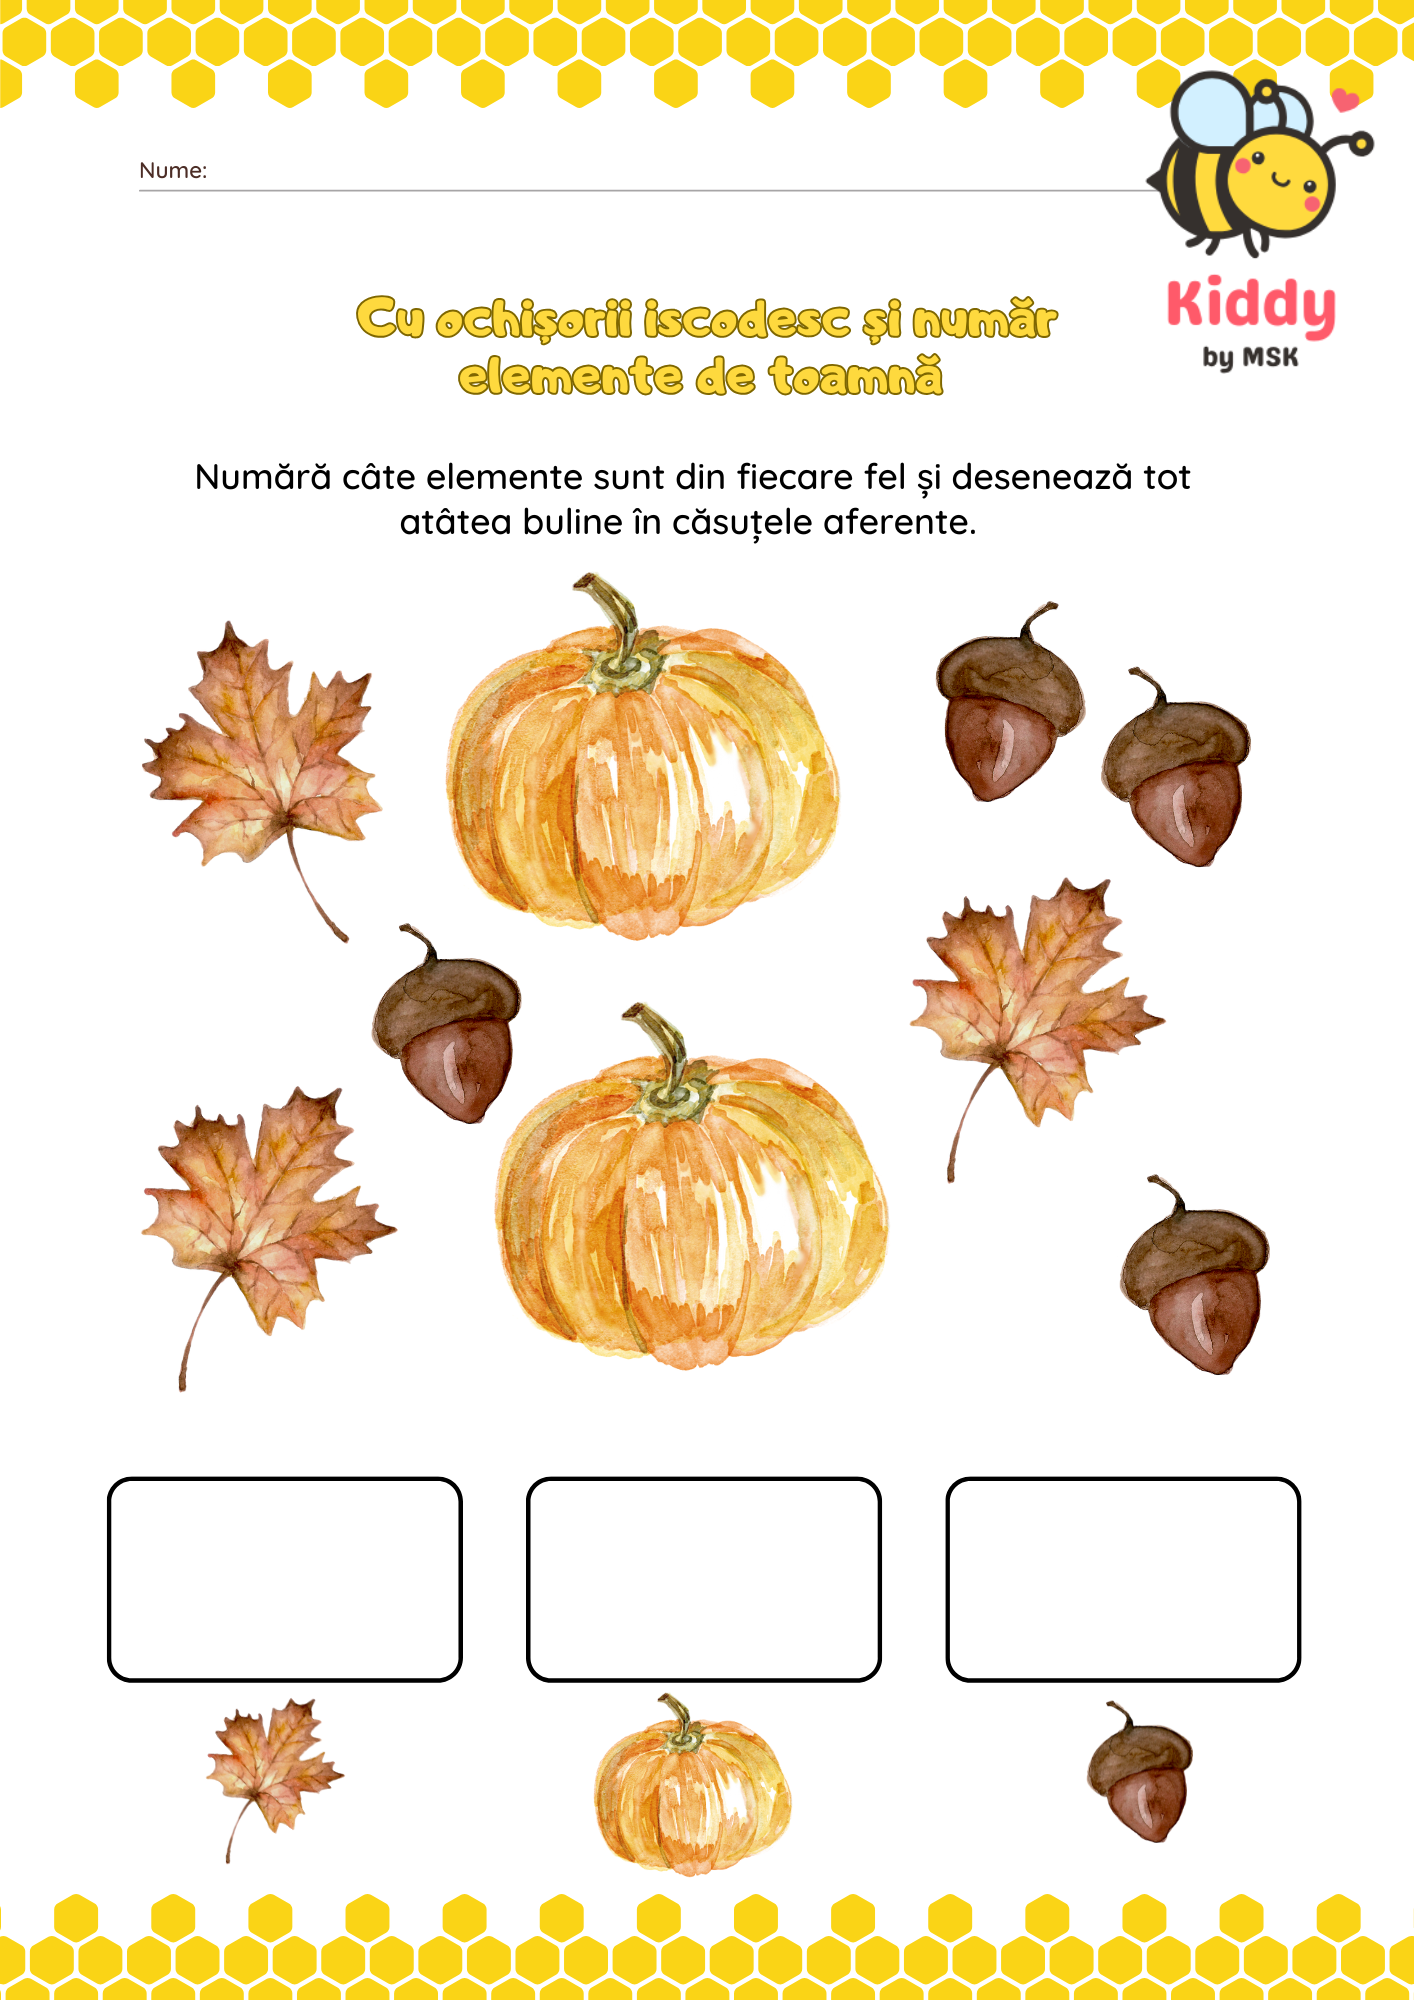 Nume:
Kiddy
by MSK
Cu ochișorii iscodesc și număr
elemente de toamnă
Numără câte elemente sunt din fiecare fel și desenează tot
atâtea buline în căsuțele aferente.